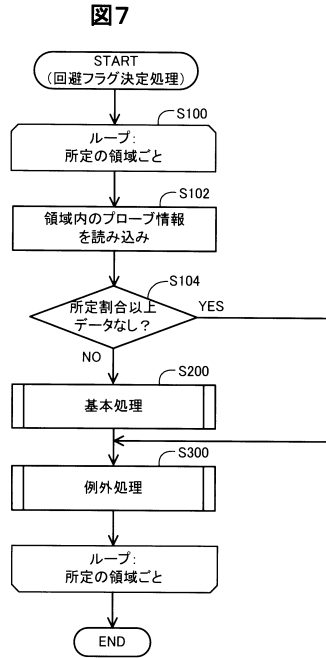 図7
START
(回避フラグ決定処理)
S100
ループ:
所定の領域ごと
S102
領域内のプローブ情報
を読み込み
S104
所定割合以上
データなし？
YES
NO
S200
基本処理
S300
例外処理
ループ:
所定の領域ごと
END